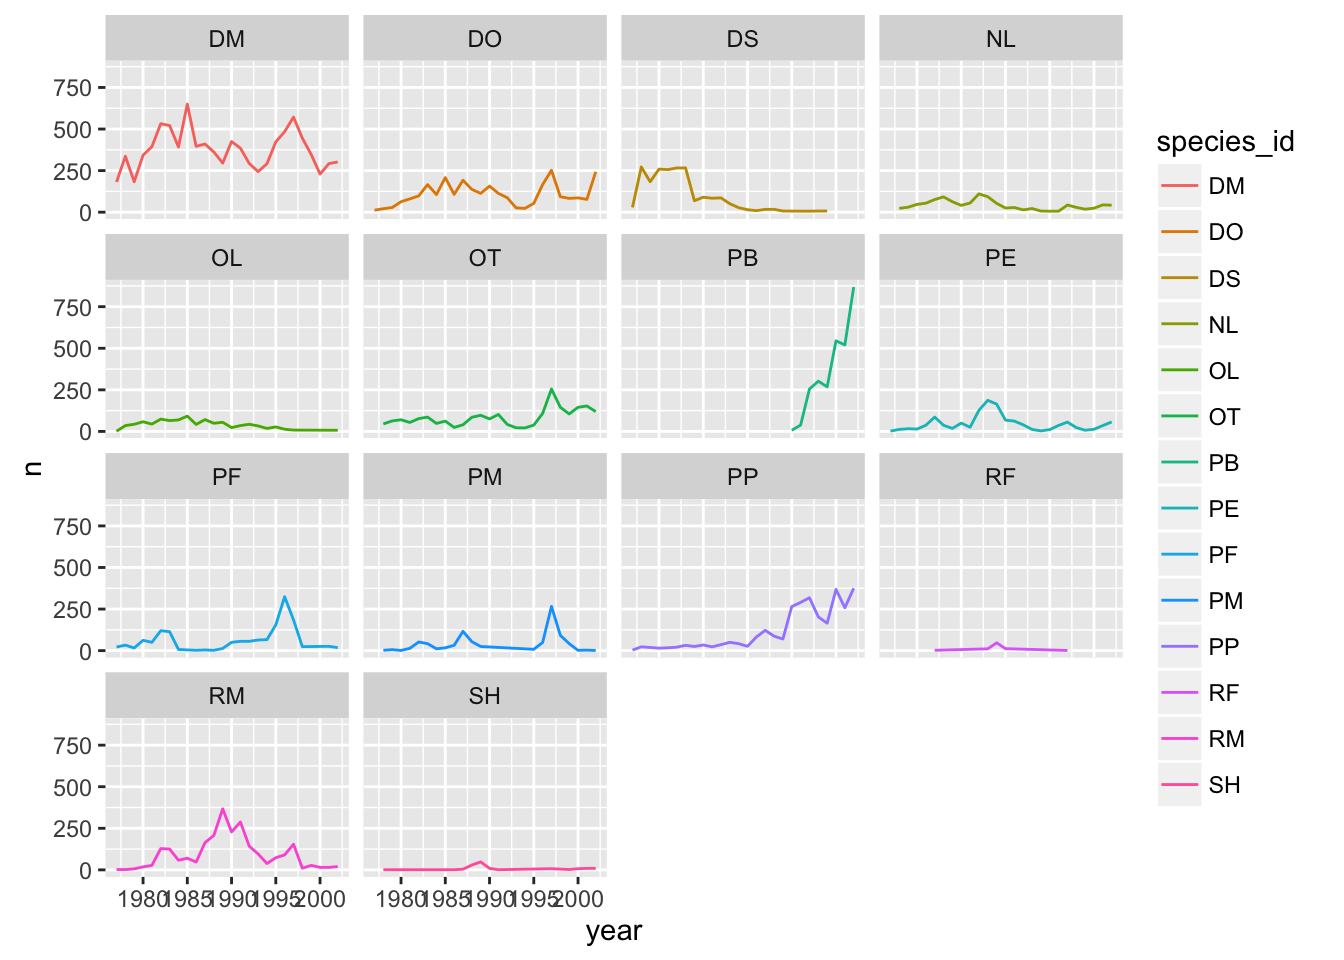 DM DO DS NL
750
500
250
0
OL OT PB PE
750
500
250
0
PF PM PP RF
750
500
250
0
RM SH
750
500
250
0
1980 1985 1990 1995 2000 1980 1985 1990 1995 2000
year
n
species_id
DM
DO
DS
NL
OL
OT
PB
PE
PF
PM
PP
RF
RM
SH